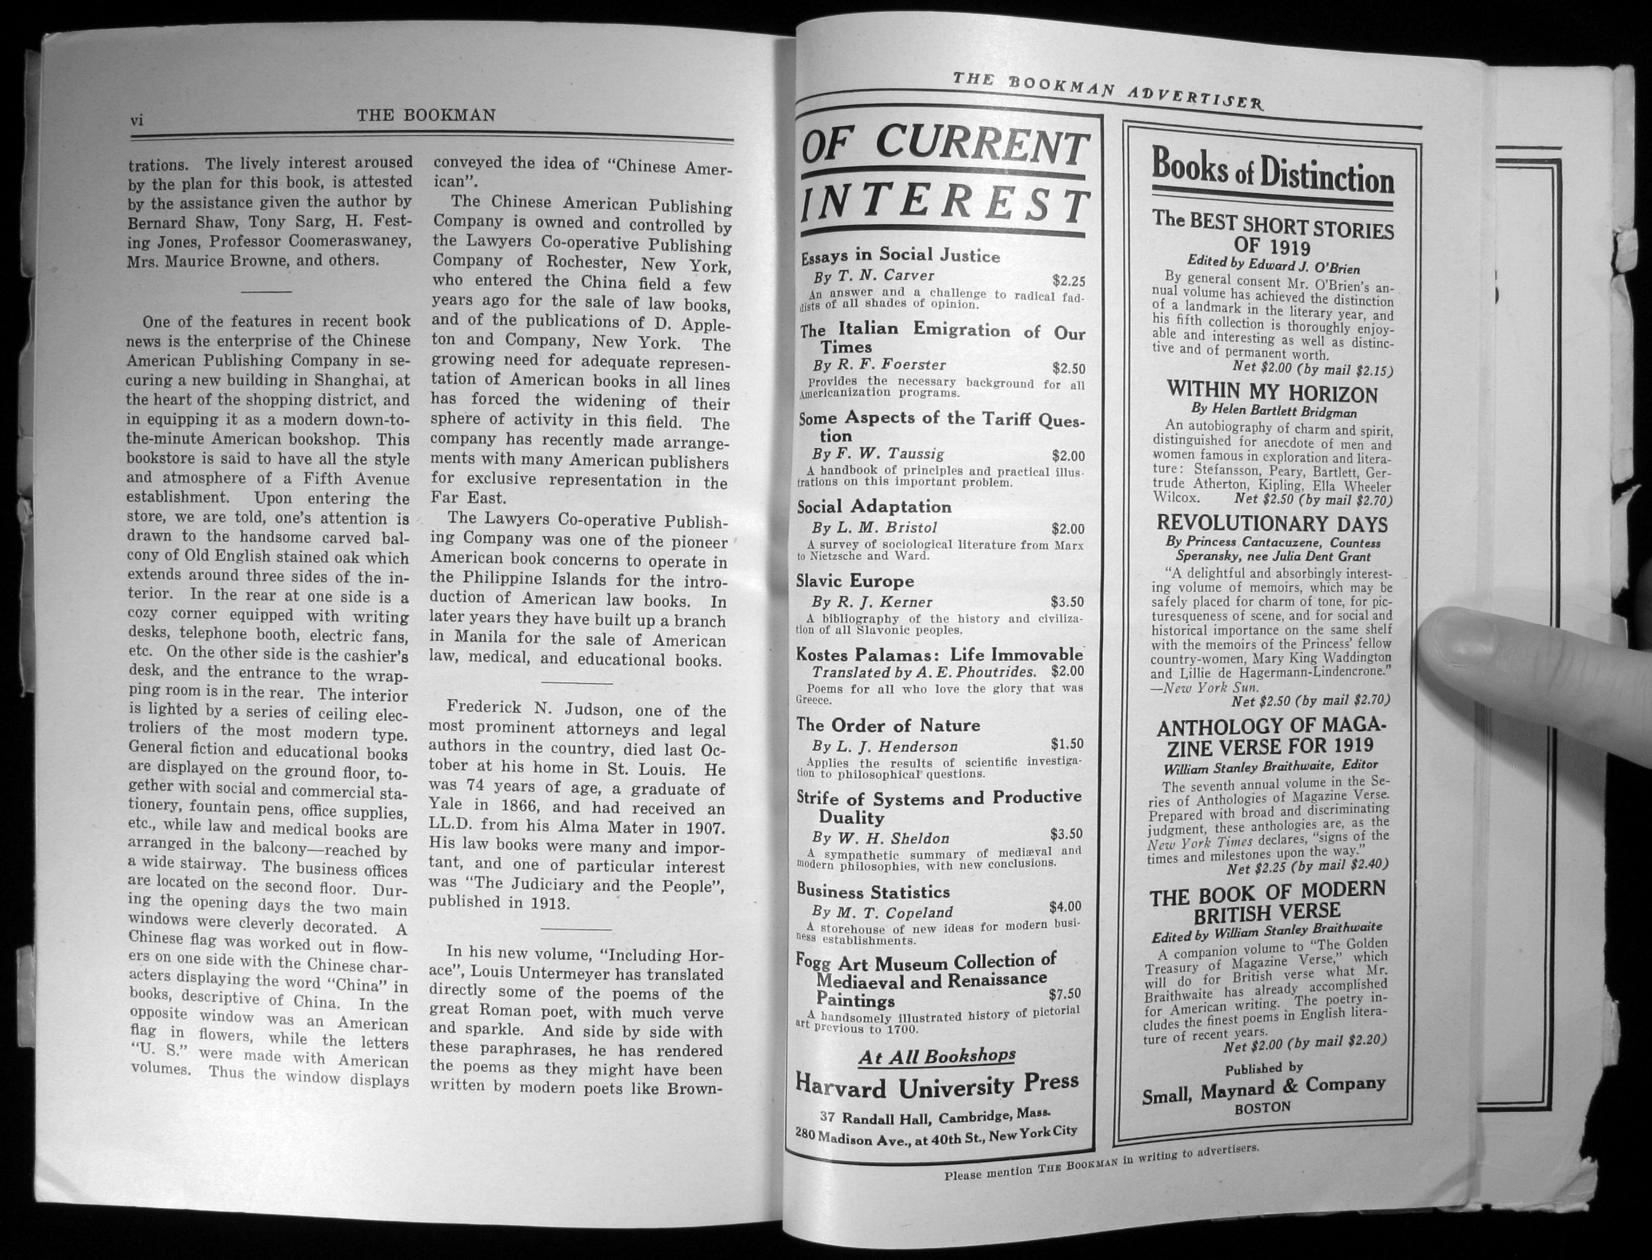 vi
THE BOOKMAN
trations. The lively interest aroused
by the plan for this book, is attested
by the assistance given the author by
Bernard Shaw, Tony Sarg, H. Fest-
ing Jones, Professor Coomeraswaney,
Mrs. Maurice Browne, and others.
One of the features in recent book
news is the enterprise of the Chinese
American Publishing Company in se-
curing a new building in Shanghai, at
the heart of the shopping district, and
in equipping it as a modern down-to-
the-minute American bookshop. This
bookstore is said to have all the style
and atmosphere of a Fifth Avenue
establishment. Upon entering the
store, we are told, one's attention is
drawn to the handsome carved bal-
cony of Old English stained oak which
extends around three sides of the in-
terior. In the rear at one side is a
cozy corner equipped with writing
desks, telephone booth, electric fans,
etc. On the other side is the cashier's
desk, and the entrance to the wrap-
ping room is in the rear. The interior
is lighted by a series of ceiling elec-
troliers of the most modern type.
General fiction and educational books
are displayed on the ground floor, to-
gether with social and commercial sta-
tionery, fountain pens, office supplies,
etc., while law and medical books are
arranged in the balcony—reached by
a wide stairway. The business offices
are located on the second floor. Dur-
ing the opening days the two main
windows were cleverly decorated. A
Chinese flag was worked out in flow-
ers on one side with the Chinese char-
acters displaying the word "China" in
books, descriptive of China. In the
opposite window was an American
flag in flowers, while the letters
"U. S." were made with American
volumes. Thus the window displays
conveyed the idea of "Chinese Amer-
ican".
The Chinese American Publishing
Company is owned and controlled by
the Lawyers Co-operative Publishing
Company of Rochester, New York,
who entered the China field a few
years ago for the sale of law books,
and of the publications of D. Apple-
ton and Company, New York. The
growing need for adequate represen-
tation of American books in all lines
has forced the widening of their
sphere of activity in this field. The
company has recently made arrange-
ments with many American publishers
for exclusive representation in the
Far East.
The Lawyers Co-operative Publish-
ing Company was one of the pioneer
American book concerns to operate in
the Philippine Islands for the intro-
duction of American law books. In
later years they have built up a branch
in Manila for the sale of American
law, medical, and educational books.
Frederick N. Judson, one of the
most prominent attorneys and legal
authors in the country, died last Oc-
tober at his home in St. Louis. He
was 74 years of age, a graduate of
Yale in 1866, and had received an
LL.D. from his Alma Mater in 1907.
His law books were many and impor-
tant, and one of particular interest
was "The Judiciary and the People",
published in 1913.
In his new volume, "Including Hor-
ace", Louis Untermeyer has translated
directly some of the poems of the
great Roman poet, with much verve
and sparkle. And side by side with
these paraphrases, he has rendered
the poems as they might have been
written by modern poets like Brown-
THE BOOKMAN ADVERTISER
OF CURRENT
INTEREST
Essays in Social Justice
By T. N. Carver $2.25
An answer and a challenge to radical fad-
dists of all shades of opinion.
The Italian Emigration of Our
Times
By R. F. Foerster $2.50
Provides the necessary background for all
Americanization programs.
Some Aspects of the Tariff Ques-
tion
By F. W. Taussig $2.00
A handbook of principles and practical illus-
trations on this important problem.
Social Adaptation
By L. M. Bristol $2.00
A survey of sociological literature from Marx
to Nietzsche and Ward.
Slavic Europe
By R. J. Kerner $3.50
A bibliography of the history and civiliza-
tion of all Slavonic peoples.
Kostes Palamas: Life Immovable
Translated by A. E. Phoutrides. $2.00
Poems for all who love the glory that was
Greece.
The Order of Nature
By L. J. Henderson $1.50
Applies the results of scientific investiga-
tion to philosophical questions.
Strife of Systems and Productive
Duality
By W. H. Sheldon $3.50
A sympathetic summary of mediæval and
modern philosophies, with new conclusions.
Business Statistics
By M. T. Copeland $4.00
A storehouse of new ideas for modern busi-
ness establishments.
Fogg Art Museum Collection of
Mediaeval and Renaissance
Paintings $7.50
A handsomely illustrated history of pictorial
art previous to 1700.
At All Bookshops
Harvard University Press
37 Randall Hall, Cambridge, Mass.
280 Madison Ave., at 40th St., New York City
Books of Distinction
The BEST SHORT STORIES
OF 1919
Edited by Edward J. O'Brien
By general consent Mr. O'Brien's an-
nual volume has achieved the distinction
of a landmark in the literary year, and
his fifth collection is thoroughly enjoy-
able and interesting as well as distinc-
tive and of permanent worth.
Net $2.00 (by mail $2.15)
WITHIN MY HORIZON
By Helen Bartlett Bridgman
An autobiography of charm and spirit,
distinguished for anecdote of men and
women famous in exploration and litera-
ture: Stefansson, Peary, Bartlett, Ger-
trude Atherton, Kipling, Ella Wheeler
Wilcox. Net $2.50 (by mail $2.70)
REVOLUTIONARY DAYS
By Princess Cantacuzene, Countess
Speransky, nee Julia Dent Grant
"A delightful and absorbingly interest-
ing volume of memoirs, which may be
safely placed for charm of tone, for pic-
turesqueness of scene, and for social and
historical importance on the same shelf
with the memoirs of the Princess' fellow
country-women, Mary King Waddington
and Lillie de Hagermann-Lindencrone."
—New York Sun.
Net $2.50 (by mail $2.70)
ANTHOLOGY OF MAGA-
ZINE VERSE FOR 1919
William Stanley Braithwaite, Editor
The seventh annual volume in the Se-
ries of Anthologies of Magazine Verse.
Prepared with broad and discriminating
judgment, these anthologies are, as the
New York Times declares, "signs of the
times and milestones upon the way."
Net $2.25 (by mail $2.40)
THE BOOK OF MODERN
BRITISH VERSE
Edited by William Stanley Braithwaite
A companion volume to "The Golden
Treasury of Magazine Verse," which
will do for British verse what Mr.
Braithwaite has already accomplished
for American writing. The poetry in-
cludes the finest poems in English litera-
ture of recent years.
Net $2.00 (by mail $2.20)
Published by
Small, Maynard & Company
BOSTON
Please mention THE BOOKMAN in writing to advertisers.